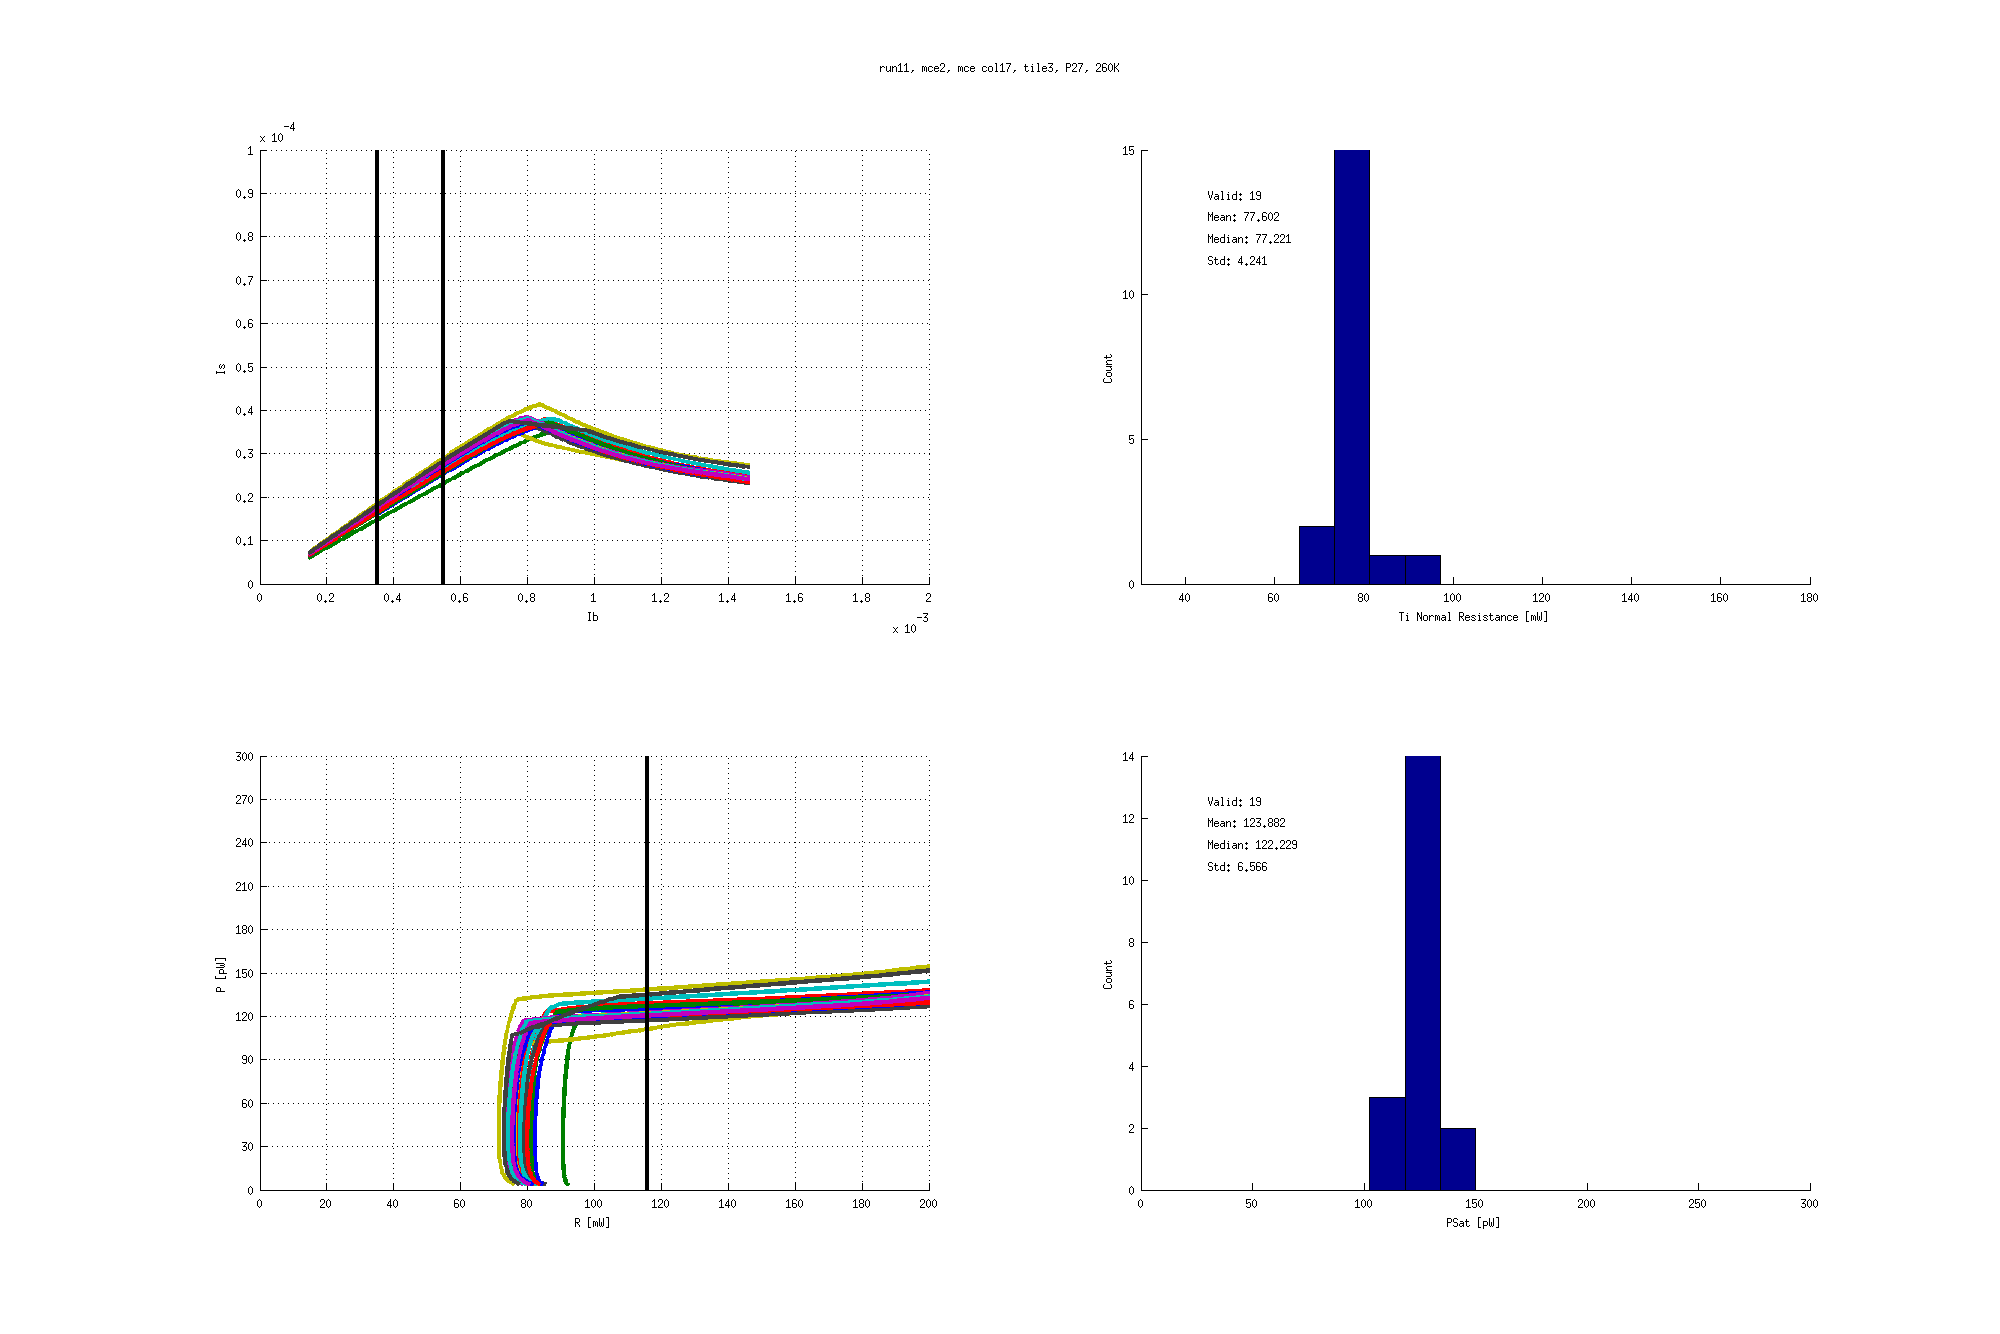 run11, mce2, mce col17, tile3, P27, 260K
x 10 -4
1
0.9
0.8
0.7
0.6
0.5
0.4
0.3
0.2
0.1
0
Is
0 0.2 0.4 0.6 0.8 1 1.2 1.4 1.6 1.8 2
Ib
x 10 -3
15
10
5
0
Count
Valid: 19
Mean: 77.602
Median: 77.221
Std: 4.241
40 60 80 100 120 140 160 180
Ti Normal Resistance [mW]
300
270
240
210
180
150
120
90
60
30
0
P [pW]
0 20 40 60 80 100 120 140 160 180 200
R [mW]
14
12
10
8
6
4
2
0
Count
Valid: 19
Mean: 123.882
Median: 122.229
Std: 6.566
0 50 100 150 200 250 300
PSat [pW]